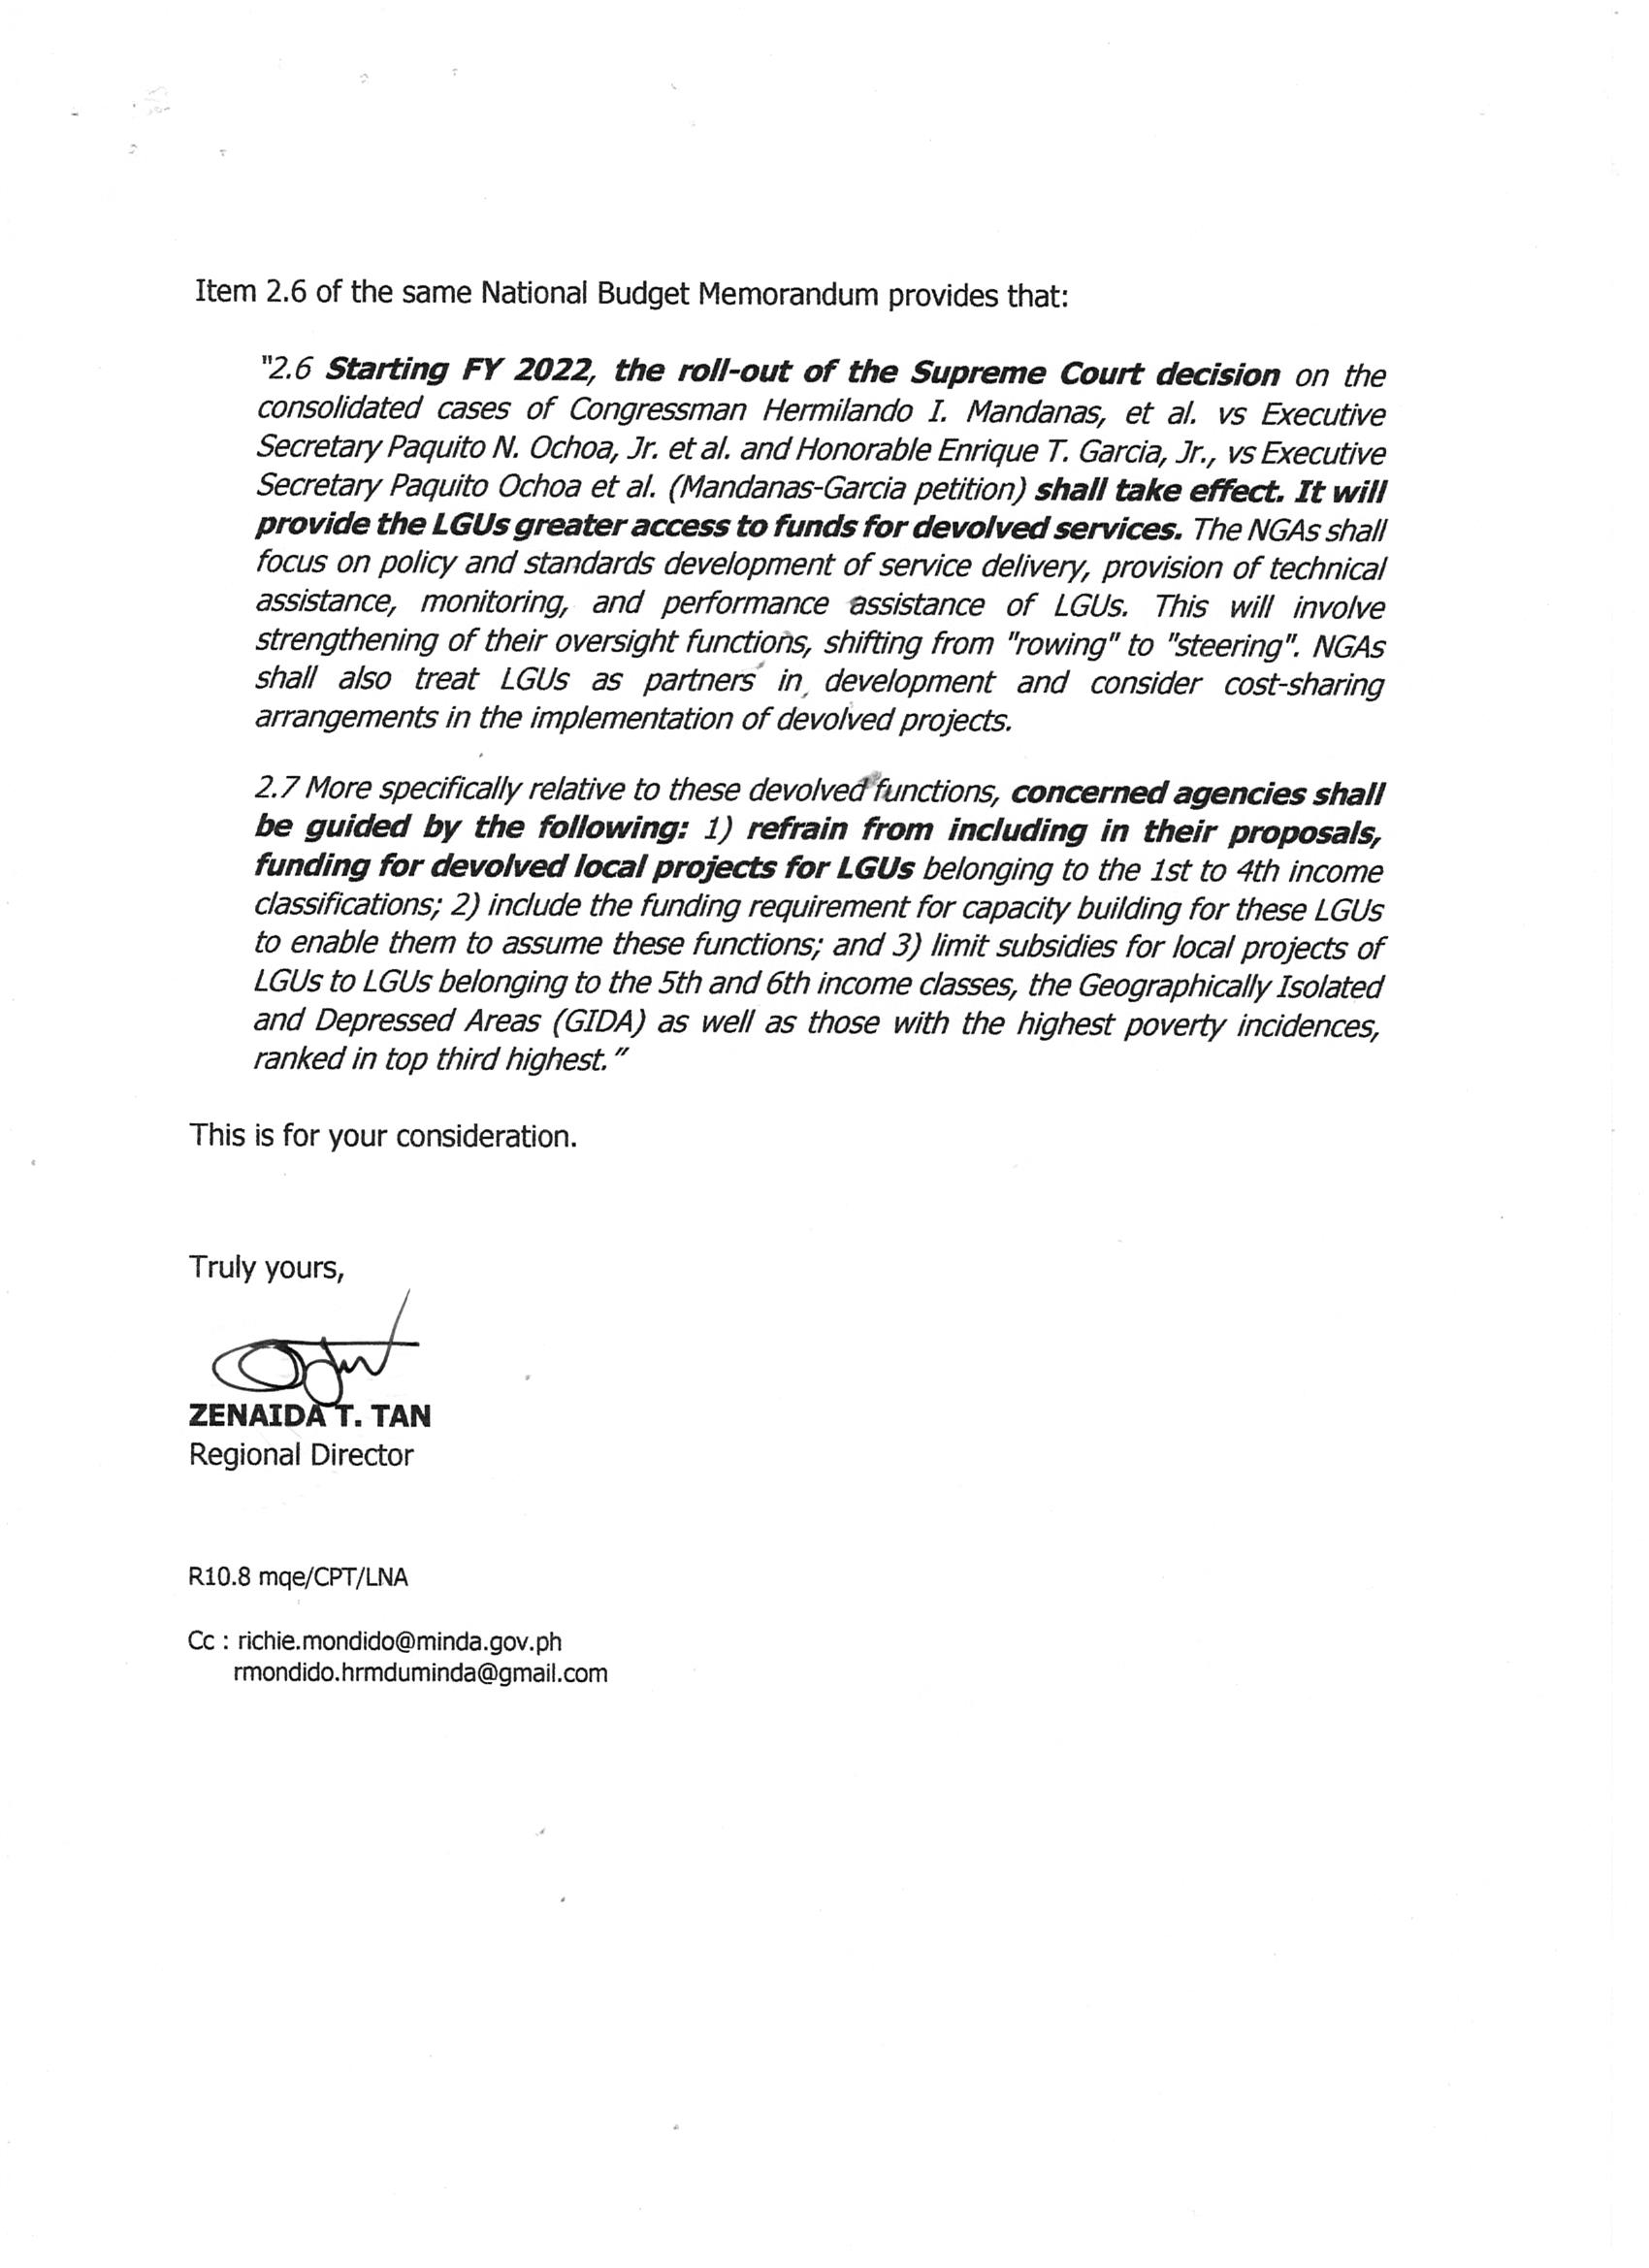 Item 2.6 of the same National Budget Memorandum provides that:
"2.6 Starting FY 2022, the roll-out of the Supreme Court decision on the
consolidated cases of Congressman Hermilando I. Mandanas, et al. vs Executive
Secretary Paquito N. Ochoa, Jr. et al. and Honorable Enrique T. Garcia, Jr., vs Executive
Secretary Paquito Ochoa et al. (Mandanas-Garcia petition) shall take effect. It will
provide the LGUs greater access to funds for devolved services. The NGAs shall
focus on policy and standards development of service delivery, provision of technical
assistance, monitoring, and performance assistance of LGUs. This will involve
strengthening of their oversight functions, shifting from "rowing" to "steering". NGAs
shall also treat LGUs as partners in development and consider cost-sharing
arrangements in the implementation of devolved projects.
2.7 More specifically relative to these devolved functions, concerned agencies shall
be guided by the following: 1) refrain from including in their proposals,
funding for devolved local projects for LGUs belonging to the 1st to 4th income
classifications; 2) include the funding requirement for capacity building for these LGUs
to enable them to assume these functions; and 3) limit subsidies for local projects of
LGUs to LGUs belonging to the 5th and 6th income classes, the Geographically Isolated
and Depressed Areas (GIDA) as well as those with the highest poverty incidences,
ranked in top third highest."
This is for your consideration.
Truly yours,
ZENAIDA T. TAN
Regional Director
R10.8 mqe/CPT/LNA
Cc : richie.mondido@minda.gov.ph
rmondido.hrmduminda@gmail.com